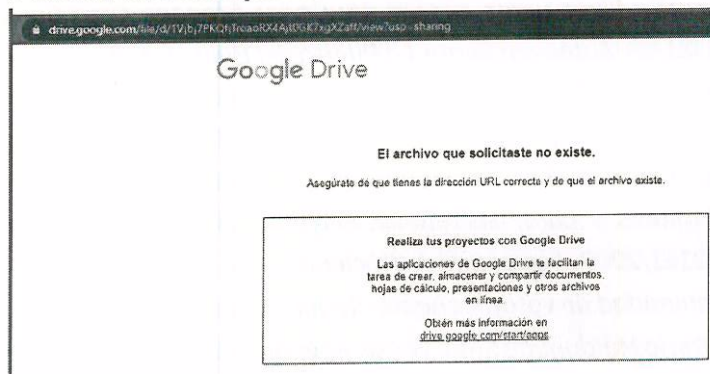 drive.google.com/file/d/
Google Drive
El archivo que solicitaste no existe.
Asegúrate de que tienes la dirección URL correcta y de que el archivo existe.
Realiza tus proyectos con Google Drive
Las aplicaciones de Google Drive te facilitan la
tarea de crear, almacenar y compartir documentos,
hojas de cálculo, presentaciones y otros archivos
en línea.
Obtén más información en
drive.google.com/start/apps